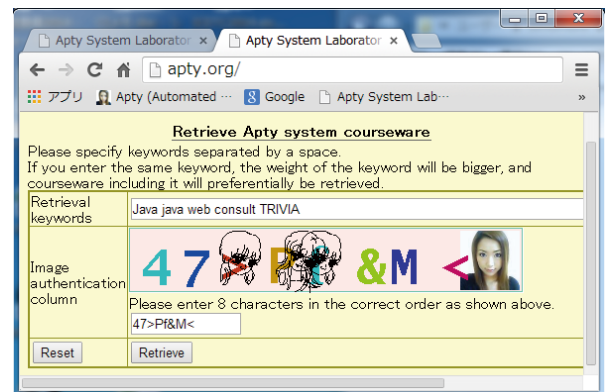 Apty System Laborator ×
Apty System Laborator ×
apty.org/
アプリ Apty (Automated … Google Apty System Lab… »
Retrieve Apty system courseware
Please specify keywords separated by a space.
If you enter the same keyword, the weight of the keyword will be bigger, and
courseware including it will preferentially be retrieved.
Retrieval
keywords
Java java web consult TRIVIA
Image
authentication
column
47>Pf&M<
Please enter 8 characters in the correct order as shown above.
47>Pf&M<
Reset
Retrieve